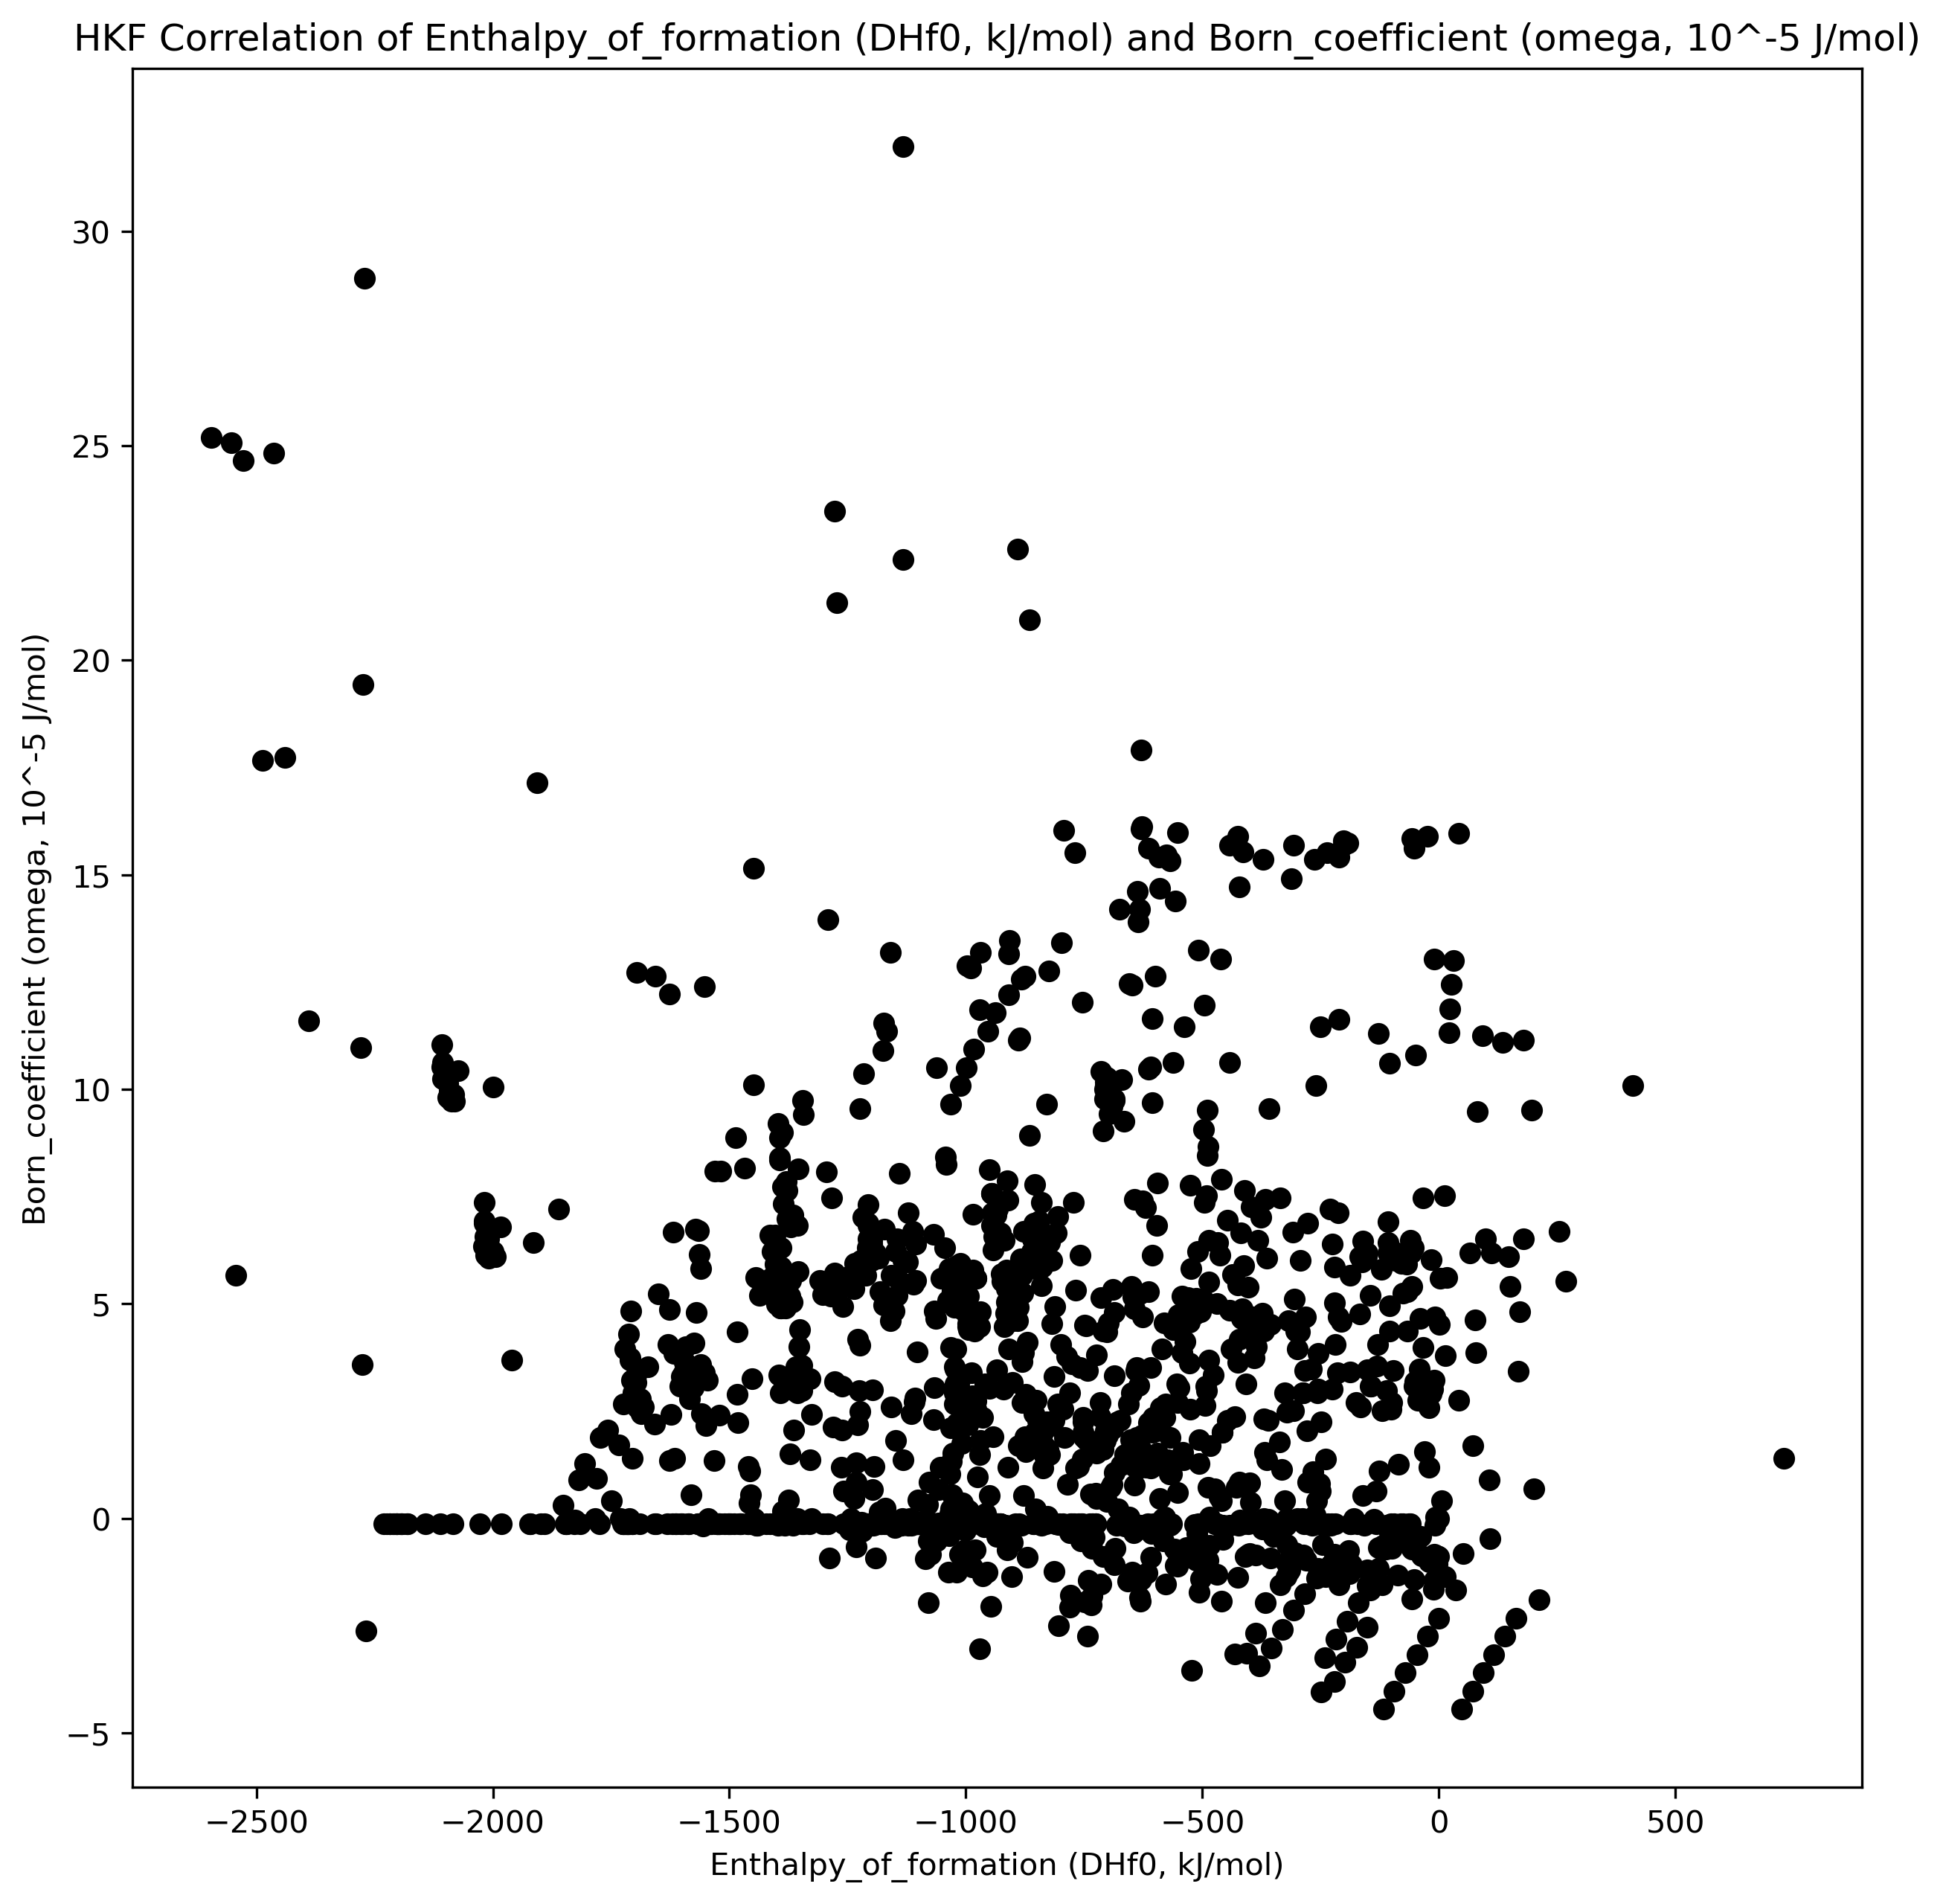 HKF Correlation of Enthalpy_of_formation (DHf0, kJ/mol) and Born_coefficient (omega, 10^-5 J/mol)
Born_coefficient (omega, 10^-5 J/mol)
30
25
20
15
10
5
0
−5
−2500 −2000 −1500 −1000 −500 0 500
Enthalpy_of_formation (DHf0, kJ/mol)